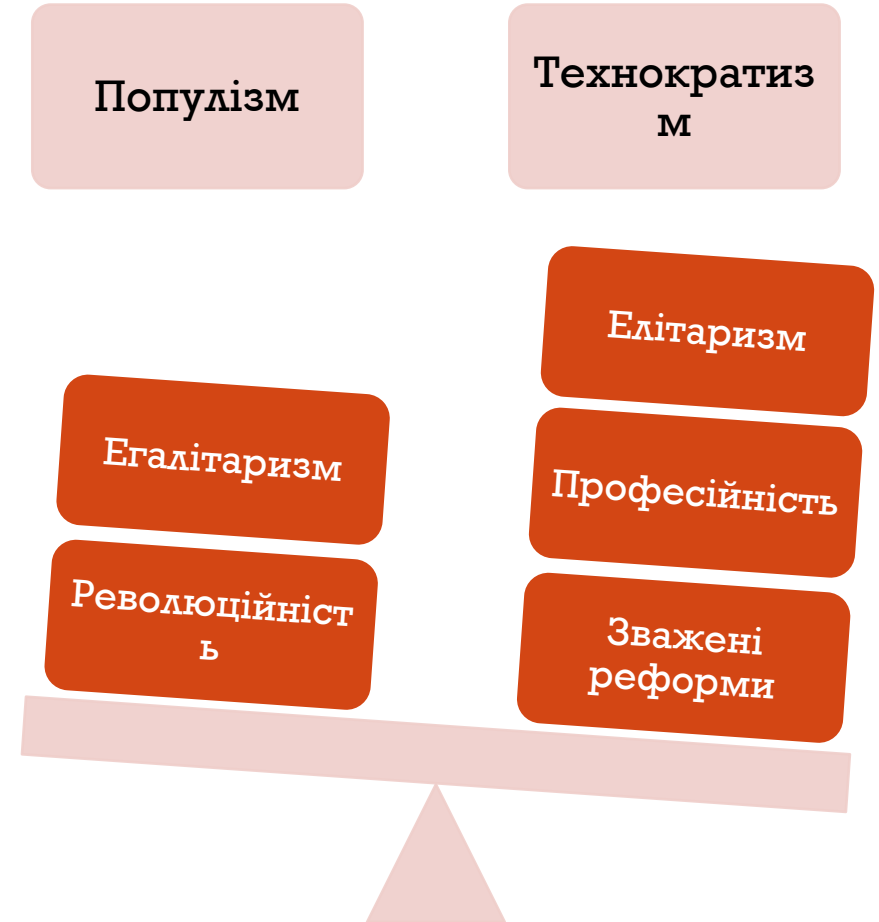 Популізм
Технократиз
м
Егалітаризм
Революційніст
ь
Елітаризм
Професійність
Зважені
реформи